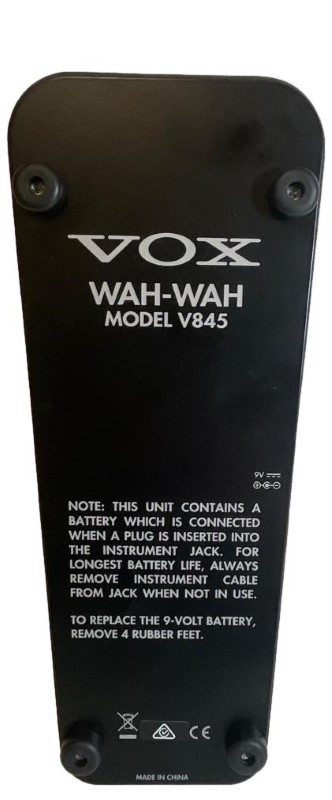 VOX
WAH-WAH
MODEL V845
9V
NOTE: THIS UNIT CONTAINS A
BATTERY WHICH IS CONNECTED
WHEN A PLUG IS INSERTED INTO
THE INSTRUMENT JACK. FOR
LONGEST BATTERY LIFE, ALWAYS
REMOVE INSTRUMENT CABLE
FROM JACK WHEN NOT IN USE.
TO REPLACE THE 9-VOLT BATTERY,
REMOVE 4 RUBBER FEET.
CE
MADE IN CHINA